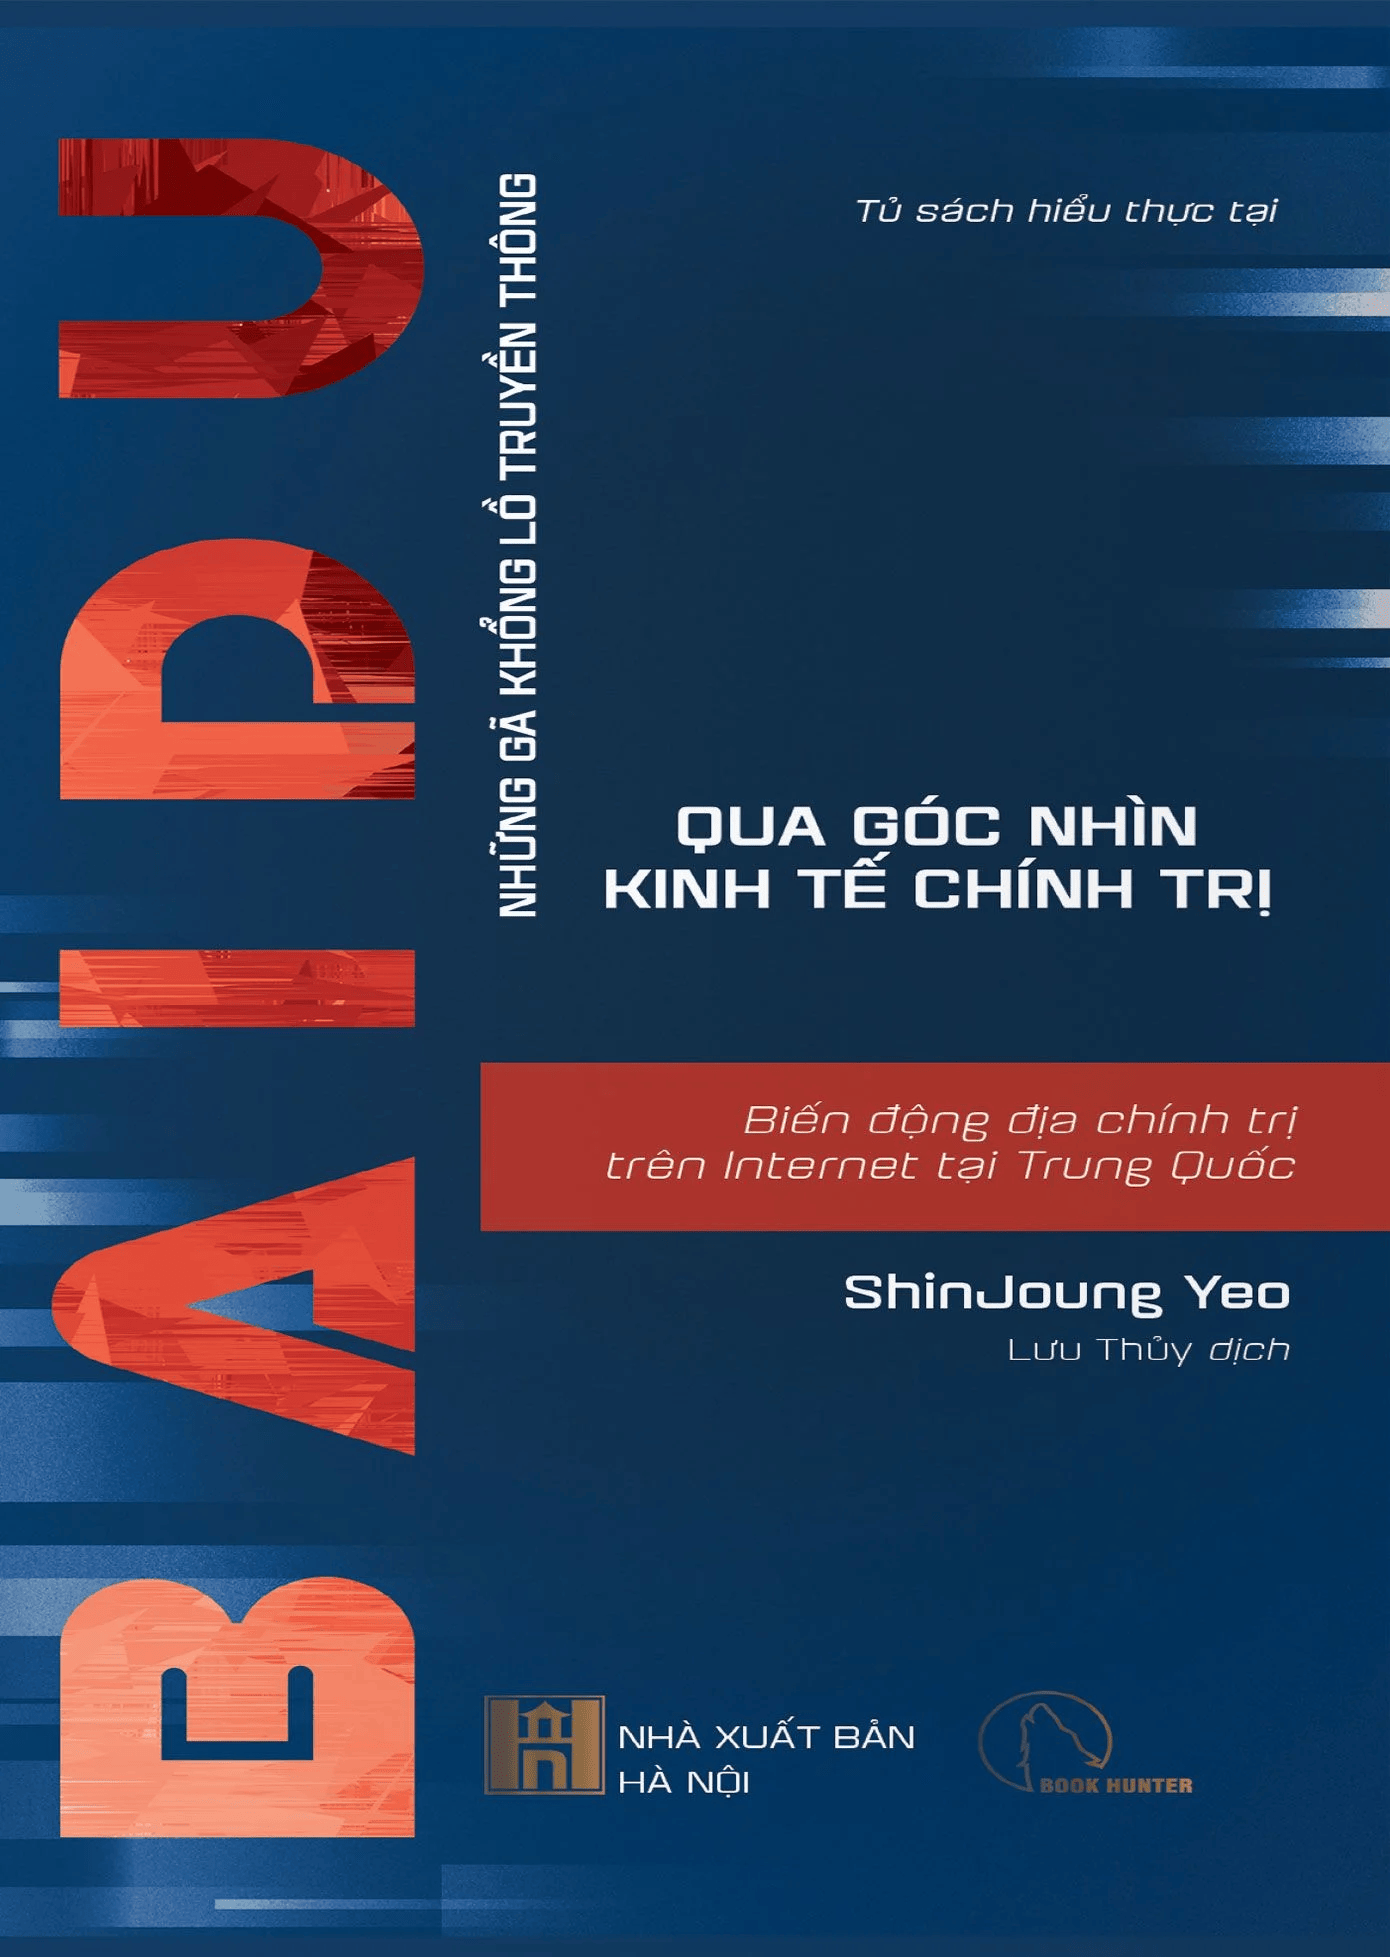 Tủ sách hiểu thực tại
BAIDU
NHỮNG GÃ KHỔNG LỒ TRUYỀN THÔNG
QUA GÓC NHÌN
KINH TẾ CHÍNH TRỊ
Biến động địa chính trị
trên Internet tại Trung Quốc
ShinJoung Yeo
Lưu Thủy dịch
NHÀ XUẤT BẢN
HÀ NỘI
BOOK HUNTER